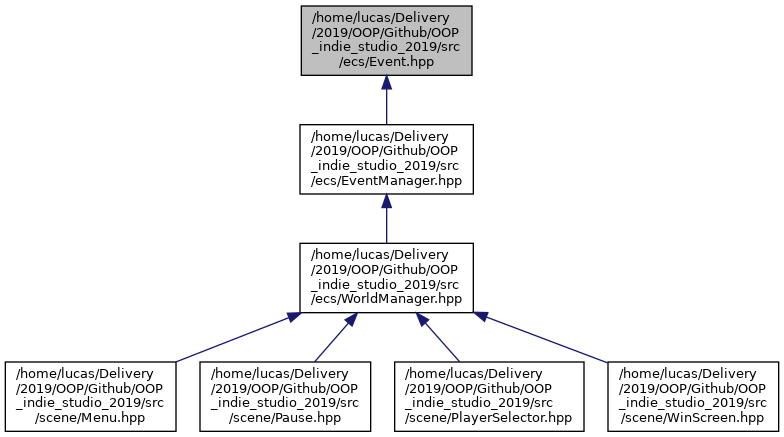 /home/lucas/Delivery
/2019/OOP/Github/OOP
_indie_studio_2019/src
/ecs/Event.hpp
/home/lucas/Delivery
/2019/OOP/Github/OOP
_indie_studio_2019/src
/ecs/EventManager.hpp
/home/lucas/Delivery
/2019/OOP/Github/OOP
_indie_studio_2019/src
/ecs/WorldManager.hpp
/home/lucas/Delivery
/2019/OOP/Github/OOP
_indie_studio_2019/src
/scene/Menu.hpp
/home/lucas/Delivery
/2019/OOP/Github/OOP
_indie_studio_2019/src
/scene/Pause.hpp
/home/lucas/Delivery
/2019/OOP/Github/OOP
_indie_studio_2019/src
/scene/PlayerSelector.hpp
/home/lucas/Delivery
/2019/OOP/Github/OOP
_indie_studio_2019/src
/scene/WinScreen.hpp